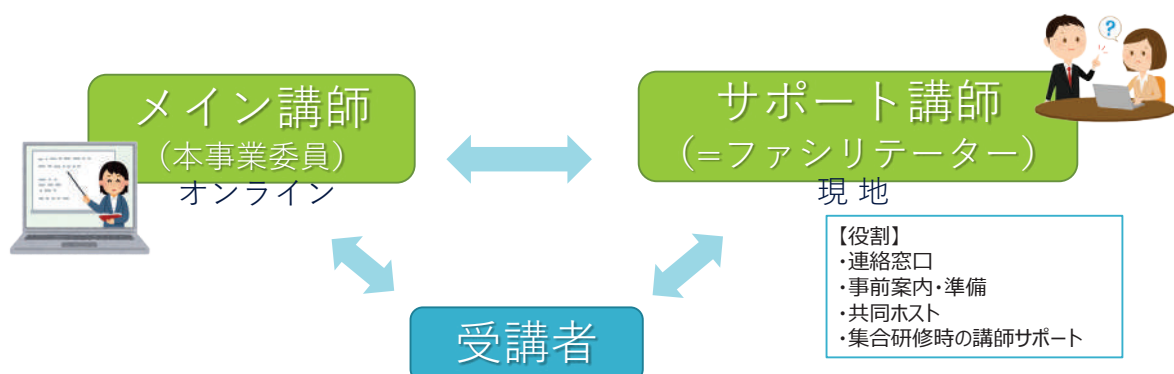 メイン講師
（本事業委員）
オンライン
サポート講師
（=ファシリテーター）
現 地
?
【役割】
・連絡窓口
・事前案内・準備
・共同ホスト
・集合研修時の講師サポート
受講者